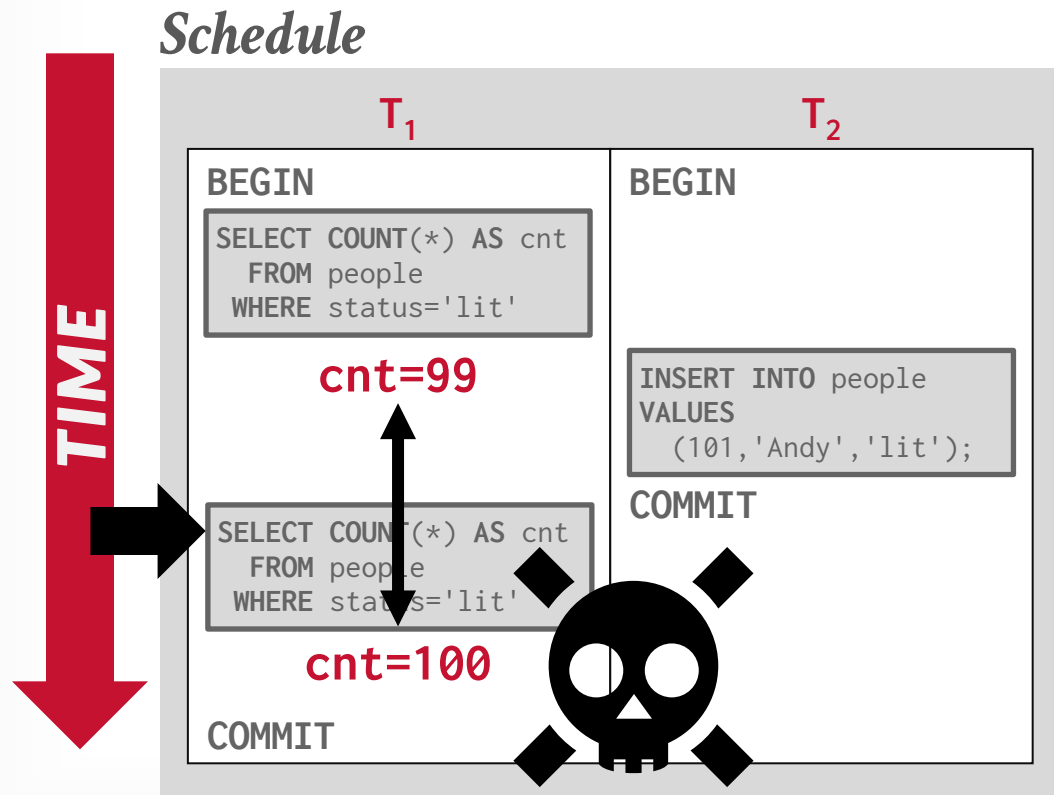 Schedule
TIME
T₁
T₂
BEGIN
SELECT COUNT(*) AS cnt
FROM people
WHERE status='lit'
cnt=99
SELECT COUNT(*) AS cnt
FROM people
WHERE status='lit'
cnt=100
COMMIT
BEGIN
INSERT INTO people
VALUES
(101,'Andy','lit');
COMMIT